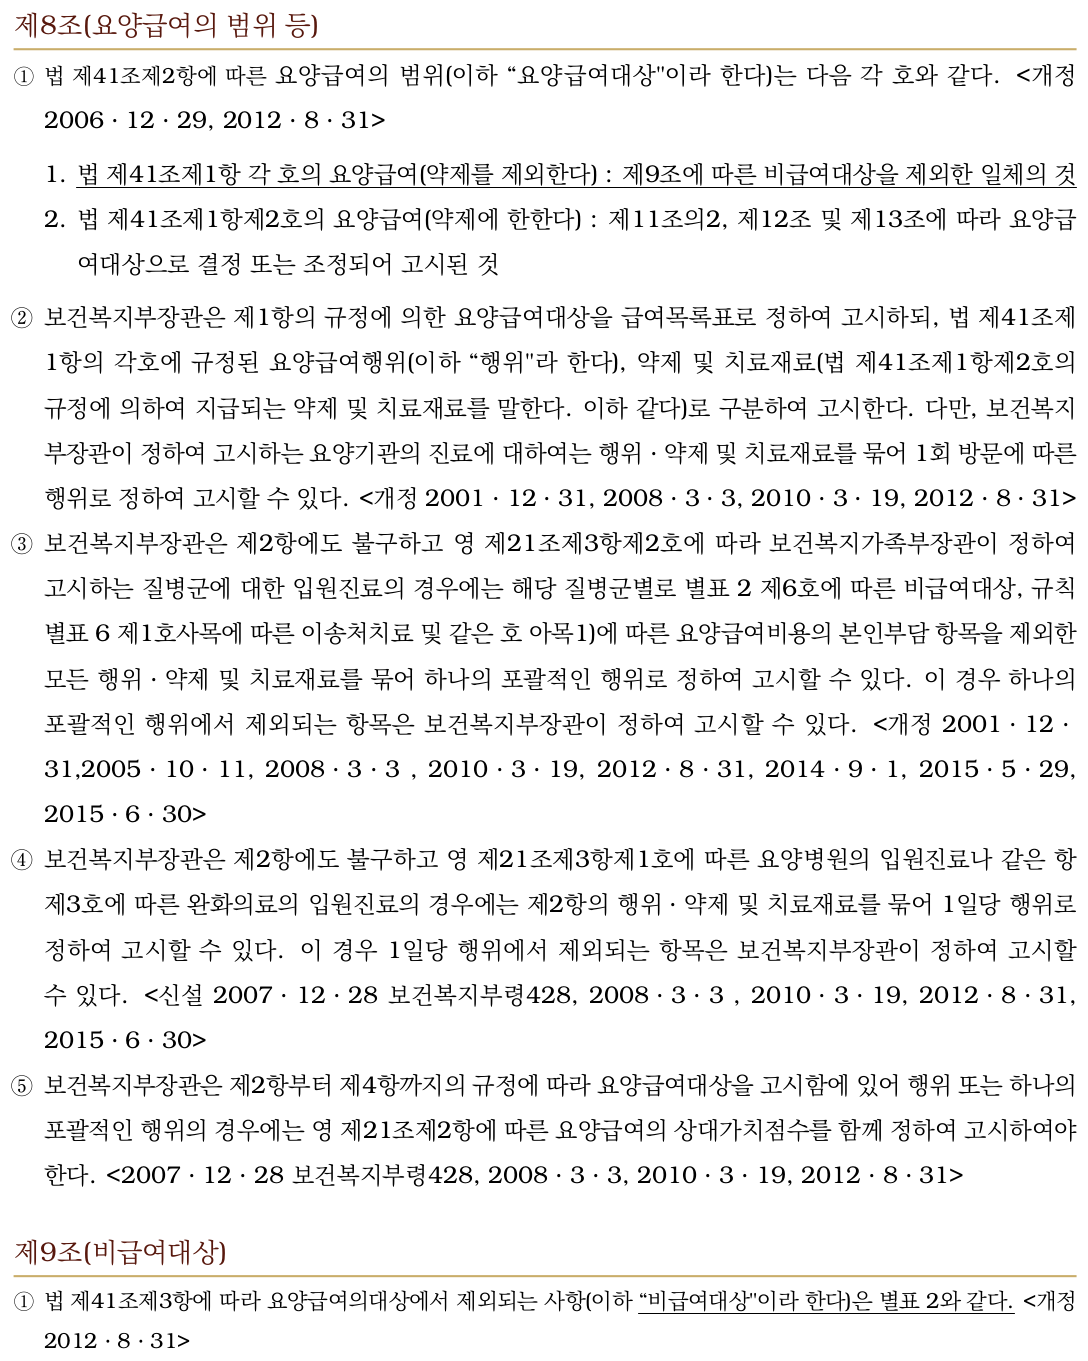 제8조(요양급여의 범위 등)
① 법 제41조제2항에 따른 요양급여의 범위(이하 “요양급여대상"이라 한다)는 다음 각 호와 같다. <개정
2006 · 12 · 29, 2012 · 8 · 31>
1. 법 제41조제1항 각 호의 요양급여(약제를 제외한다) : 제9조에 따른 비급여대상을 제외한 일체의 것
2. 법 제41조제1항제2호의 요양급여(약제에 한한다) : 제11조의2, 제12조 및 제13조에 따라 요양급
여대상으로 결정 또는 조정되어 고시된 것
② 보건복지부장관은 제1항의 규정에 의한 요양급여대상을 급여목록표로 정하여 고시하되, 법 제41조제
1항의 각호에 규정된 요양급여행위(이하 “행위"라 한다), 약제 및 치료재료(법 제41조제1항제2호의
규정에 의하여 지급되는 약제 및 치료재료를 말한다. 이하 같다)로 구분하여 고시한다. 다만, 보건복지
부장관이 정하여 고시하는 요양기관의 진료에 대하여는 행위 · 약제 및 치료재료를 묶어 1회 방문에 따른
행위로 정하여 고시할 수 있다. <개정 2001 · 12 · 31, 2008 · 3 · 3, 2010 · 3 · 19, 2012 · 8 · 31>
③ 보건복지부장관은 제2항에도 불구하고 영 제21조제3항제2호에 따라 보건복지가족부장관이 정하여
고시하는 질병군에 대한 입원진료의 경우에는 해당 질병군별로 별표 2 제6호에 따른 비급여대상, 규칙
별표 6 제1호사목에 따른 이송처치료 및 같은 호 아목1)에 따른 요양급여비용의 본인부담 항목을 제외한
모든 행위 · 약제 및 치료재료를 묶어 하나의 포괄적인 행위로 정하여 고시할 수 있다. 이 경우 하나의
포괄적인 행위에서 제외되는 항목은 보건복지부장관이 정하여 고시할 수 있다. <개정 2001 · 12 ·
31,2005 · 10 · 11, 2008 · 3 · 3 , 2010 · 3 · 19, 2012 · 8 · 31, 2014 · 9 · 1, 2015 · 5 · 29,
2015 · 6 · 30>
④ 보건복지부장관은 제2항에도 불구하고 영 제21조제3항제1호에 따른 요양병원의 입원진료나 같은 항
제3호에 따른 완화의료의 입원진료의 경우에는 제2항의 행위 · 약제 및 치료재료를 묶어 1일당 행위로
정하여 고시할 수 있다. 이 경우 1일당 행위에서 제외되는 항목은 보건복지부장관이 정하여 고시할
수 있다. <신설 2007 · 12 · 28 보건복지부령428, 2008 · 3 · 3 , 2010 · 3 · 19, 2012 · 8 · 31,
2015 · 6 · 30>
⑤ 보건복지부장관은 제2항부터 제4항까지의 규정에 따라 요양급여대상을 고시함에 있어 행위 또는 하나의
포괄적인 행위의 경우에는 영 제21조제2항에 따른 요양급여의 상대가치점수를 함께 정하여 고시하여야
한다. <2007 · 12 · 28 보건복지부령428, 2008 · 3 · 3, 2010 · 3 · 19, 2012 · 8 · 31>
제9조(비급여대상)
① 법 제41조제3항에 따라 요양급여의대상에서 제외되는 사항(이하 “비급여대상"이라 한다)은 별표 2와 같다. <개정
2012 · 8 · 31>